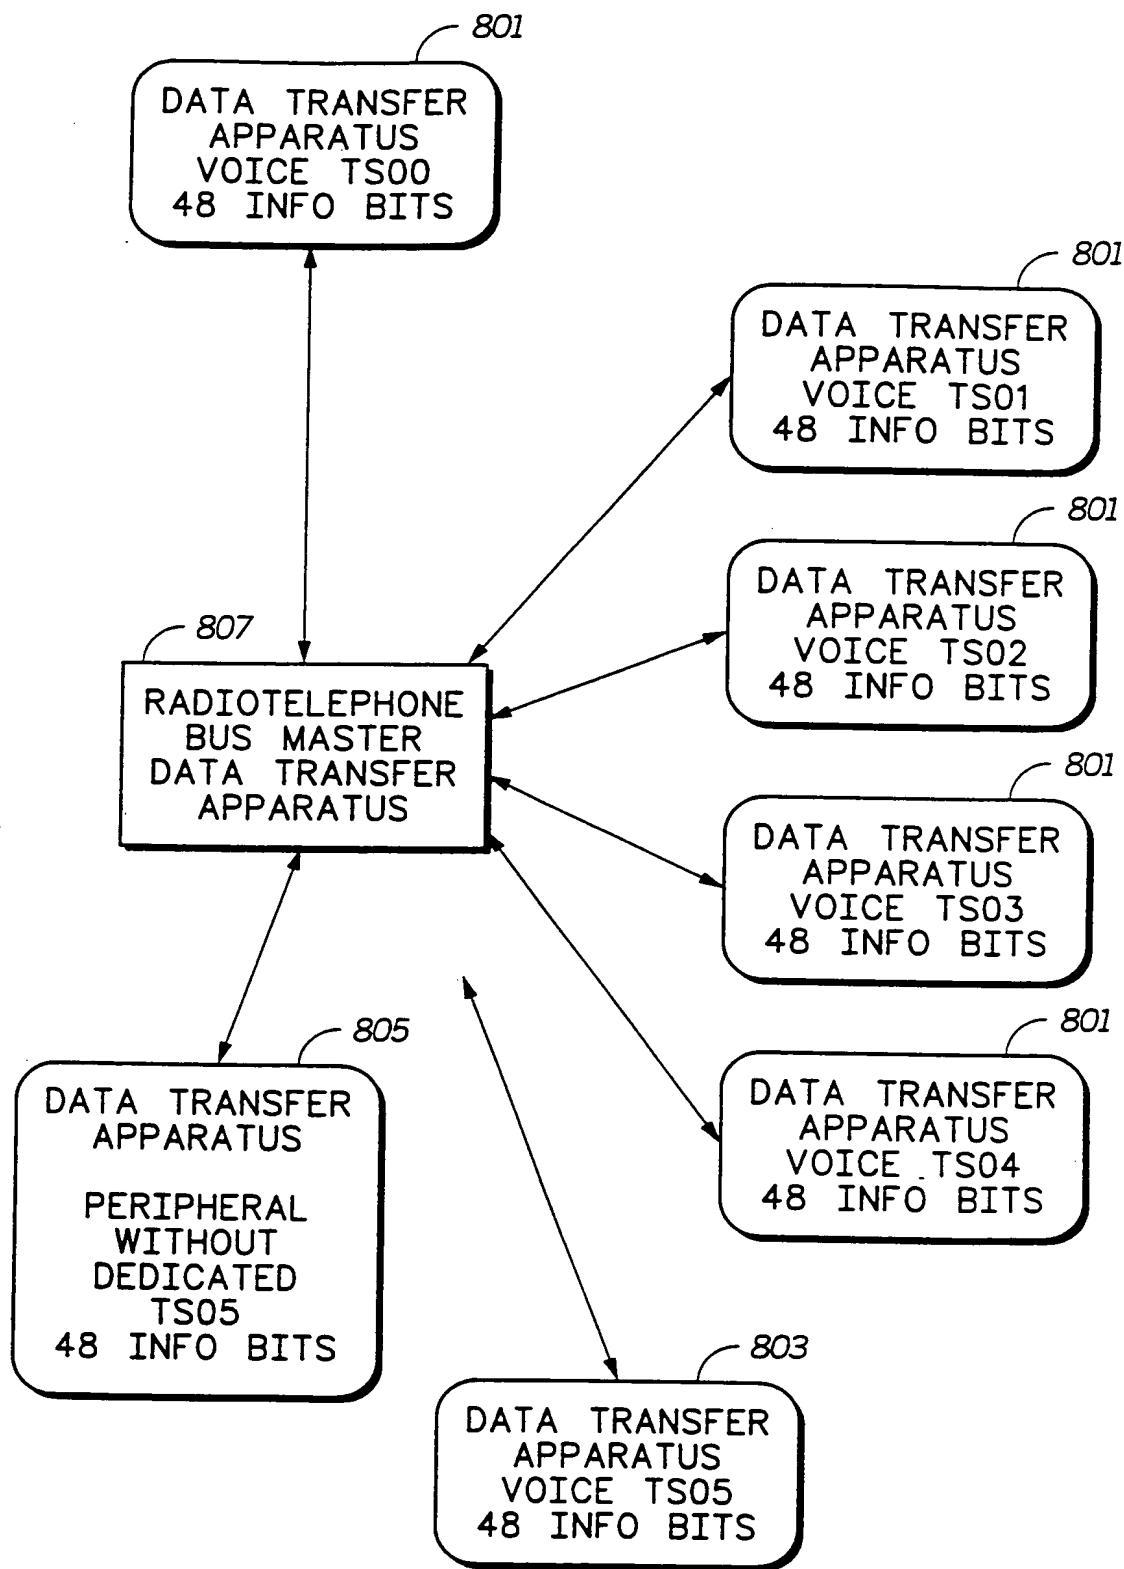 801
DATA TRANSFER
APPARATUS
VOICE TS00
48 INFO BITS
801
DATA TRANSFER
APPARATUS
VOICE TS01
48 INFO BITS
801
DATA TRANSFER
APPARATUS
VOICE TS02
48 INFO BITS
807
RADIOTELEPHONE
BUS MASTER
DATA TRANSFER
APPARATUS
801
DATA TRANSFER
APPARATUS
VOICE TS03
48 INFO BITS
801
DATA TRANSFER
APPARATUS
VOICE TS04
48 INFO BITS
805
DATA TRANSFER
APPARATUS
PERIPHERAL
WITHOUT
DEDICATED
TS05
48 INFO BITS
803
DATA TRANSFER
APPARATUS
VOICE TS05
48 INFO BITS